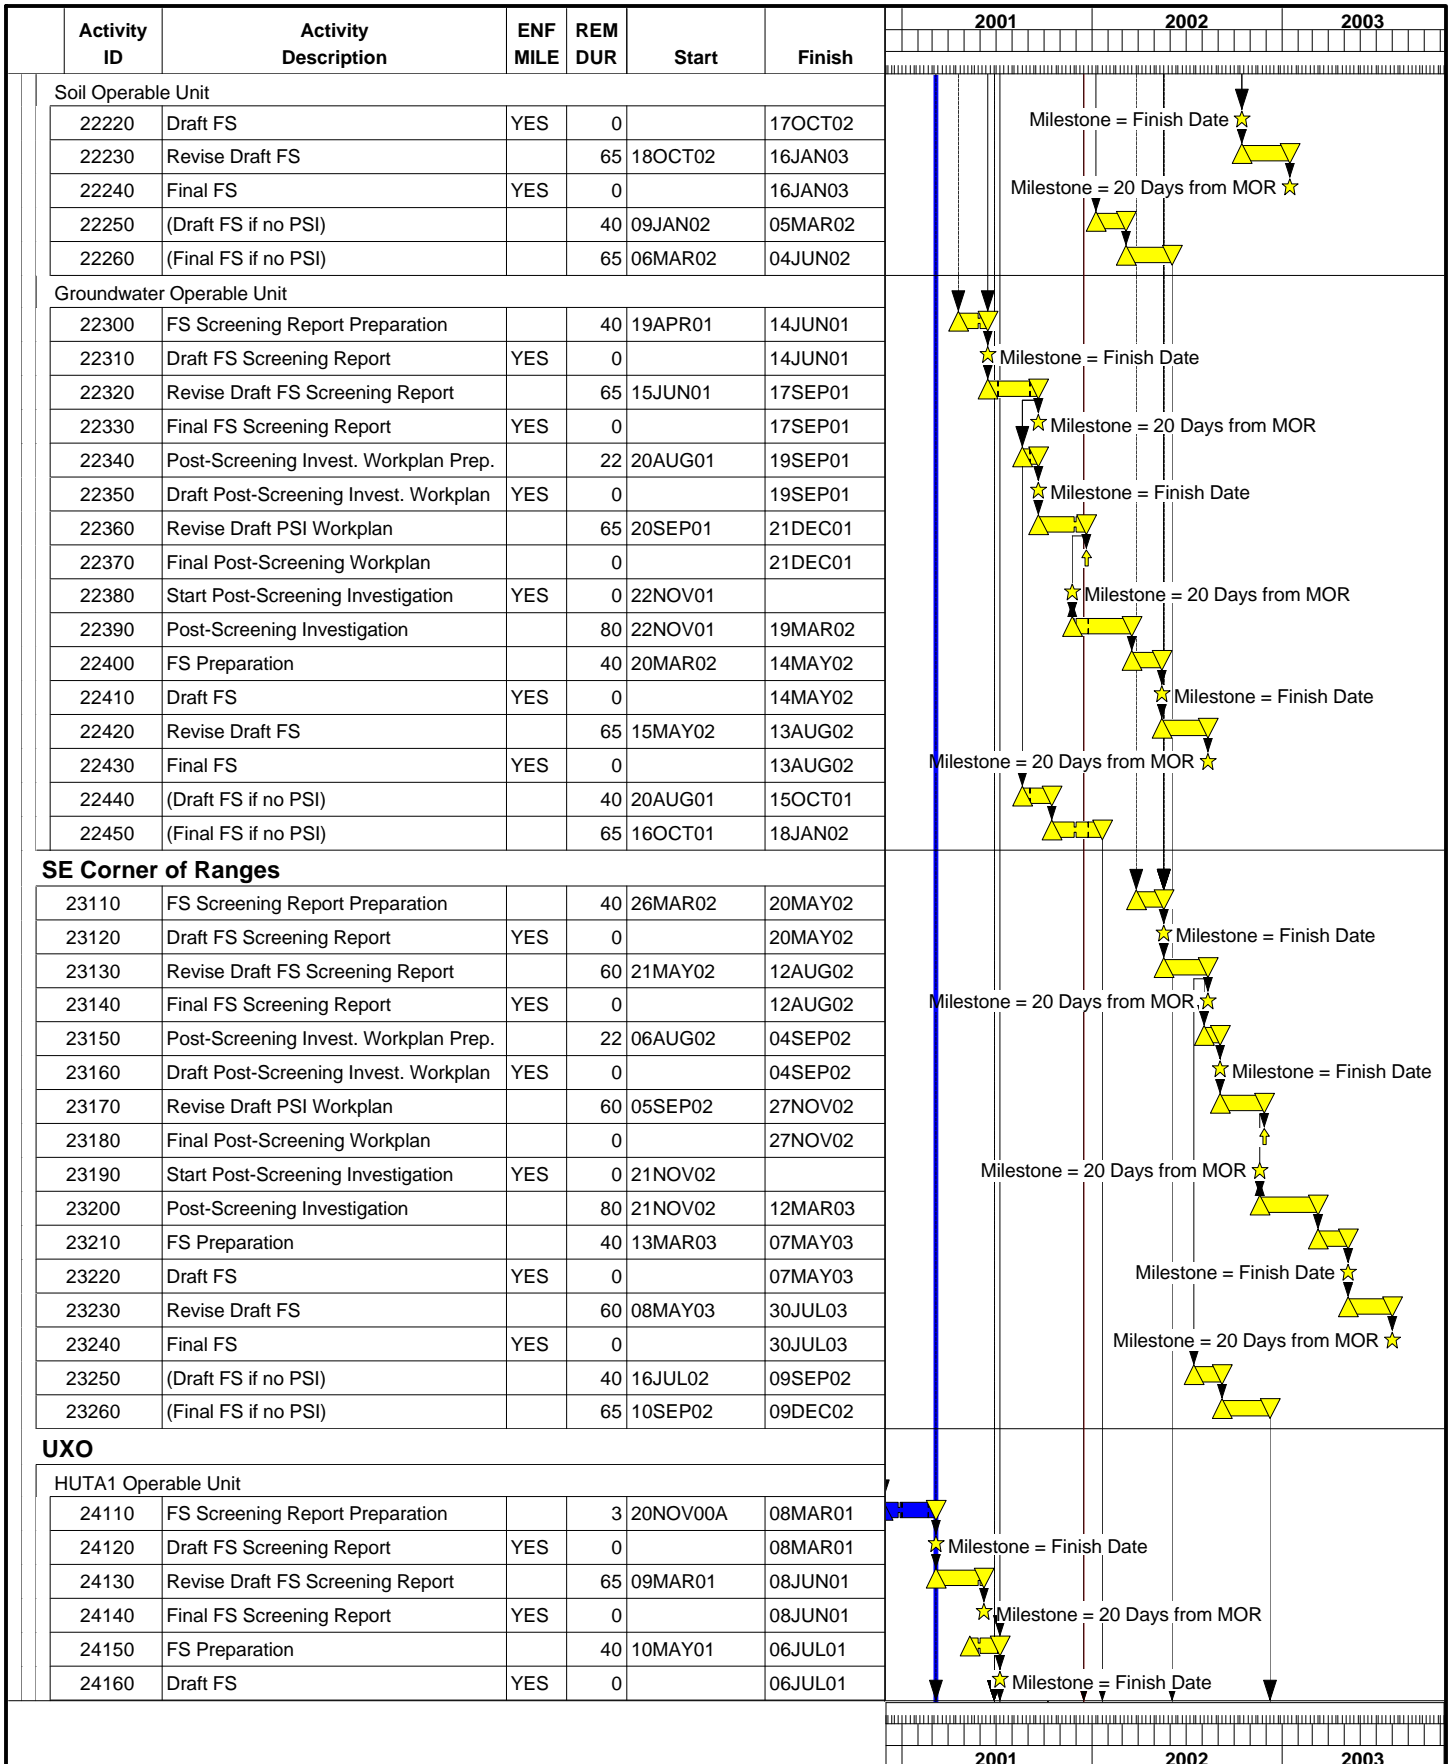 Activity ID Activity Description ENF MILE REM DUR Start Finish 2001 2002 2003
Soil Operable Unit
22220 Draft FS YES 0 17OCT02 Milestone = Finish Date
22230 Revise Draft FS 65 18OCT02 16JAN03
22240 Final FS YES 0 16JAN03 Milestone = 20 Days from MOR
22250 (Draft FS if no PSI) 40 09JAN02 05MAR02
22260 (Final FS if no PSI) 65 06MAR02 04JUN02
Groundwater Operable Unit
22300 FS Screening Report Preparation 40 19APR01 14JUN01
22310 Draft FS Screening Report YES 0 14JUN01 Milestone = Finish Date
22320 Revise Draft FS Screening Report 65 15JUN01 17SEP01
22330 Final FS Screening Report YES 0 17SEP01 Milestone = 20 Days from MOR
22340 Post-Screening Invest. Workplan Prep. 22 20AUG01 19SEP01
22350 Draft Post-Screening Invest. Workplan YES 0 19SEP01 Milestone = Finish Date
22360 Revise Draft PSI Workplan 65 20SEP01 21DEC01
22370 Final Post-Screening Workplan 0 21DEC01
22380 Start Post-Screening Investigation YES 0 22NOV01 Milestone = 20 Days from MOR
22390 Post-Screening Investigation 80 22NOV01 19MAR02
22400 FS Preparation 40 20MAR02 14MAY02
22410 Draft FS YES 0 14MAY02 Milestone = Finish Date
22420 Revise Draft FS 65 15MAY02 13AUG02
22430 Final FS YES 0 13AUG02 Milestone = 20 Days from MOR
22440 (Draft FS if no PSI) 40 20AUG01 15OCT01
22450 (Final FS if no PSI) 65 16OCT01 18JAN02
SE Corner of Ranges
23110 FS Screening Report Preparation 40 26MAR02 20MAY02
23120 Draft FS Screening Report YES 0 20MAY02 Milestone = Finish Date
23130 Revise Draft FS Screening Report 60 21MAY02 12AUG02
23140 Final FS Screening Report YES 0 12AUG02 Milestone = 20 Days from MOR
23150 Post-Screening Invest. Workplan Prep. 22 06AUG02 04SEP02
23160 Draft Post-Screening Invest. Workplan YES 0 04SEP02 Milestone = Finish Date
23170 Revise Draft PSI Workplan 60 05SEP02 27NOV02
23180 Final Post-Screening Workplan 0 27NOV02
23190 Start Post-Screening Investigation YES 0 21NOV02 Milestone = 20 Days from MOR
23200 Post-Screening Investigation 80 21NOV02 12MAR03
23210 FS Preparation 40 13MAR03 07MAY03
23220 Draft FS YES 0 07MAY03 Milestone = Finish Date
23230 Revise Draft FS 60 08MAY03 30JUL03
23240 Final FS YES 0 30JUL03 Milestone = 20 Days from MOR
23250 (Draft FS if no PSI) 40 16JUL02 09SEP02
23260 (Final FS if no PSI) 65 10SEP02 09DEC02
UXO
HUTA1 Operable Unit
24110 FS Screening Report Preparation 3 20NOV00A 08MAR01
24120 Draft FS Screening Report YES 0 08MAR01 Milestone = Finish Date
24130 Revise Draft FS Screening Report 65 09MAR01 08JUN01
24140 Final FS Screening Report YES 0 08JUN01 Milestone = 20 Days from MOR
24150 FS Preparation 40 10MAY01 06JUL01
24160 Draft FS YES 0 06JUL01 Milestone = Finish Date
2001 2002 2003